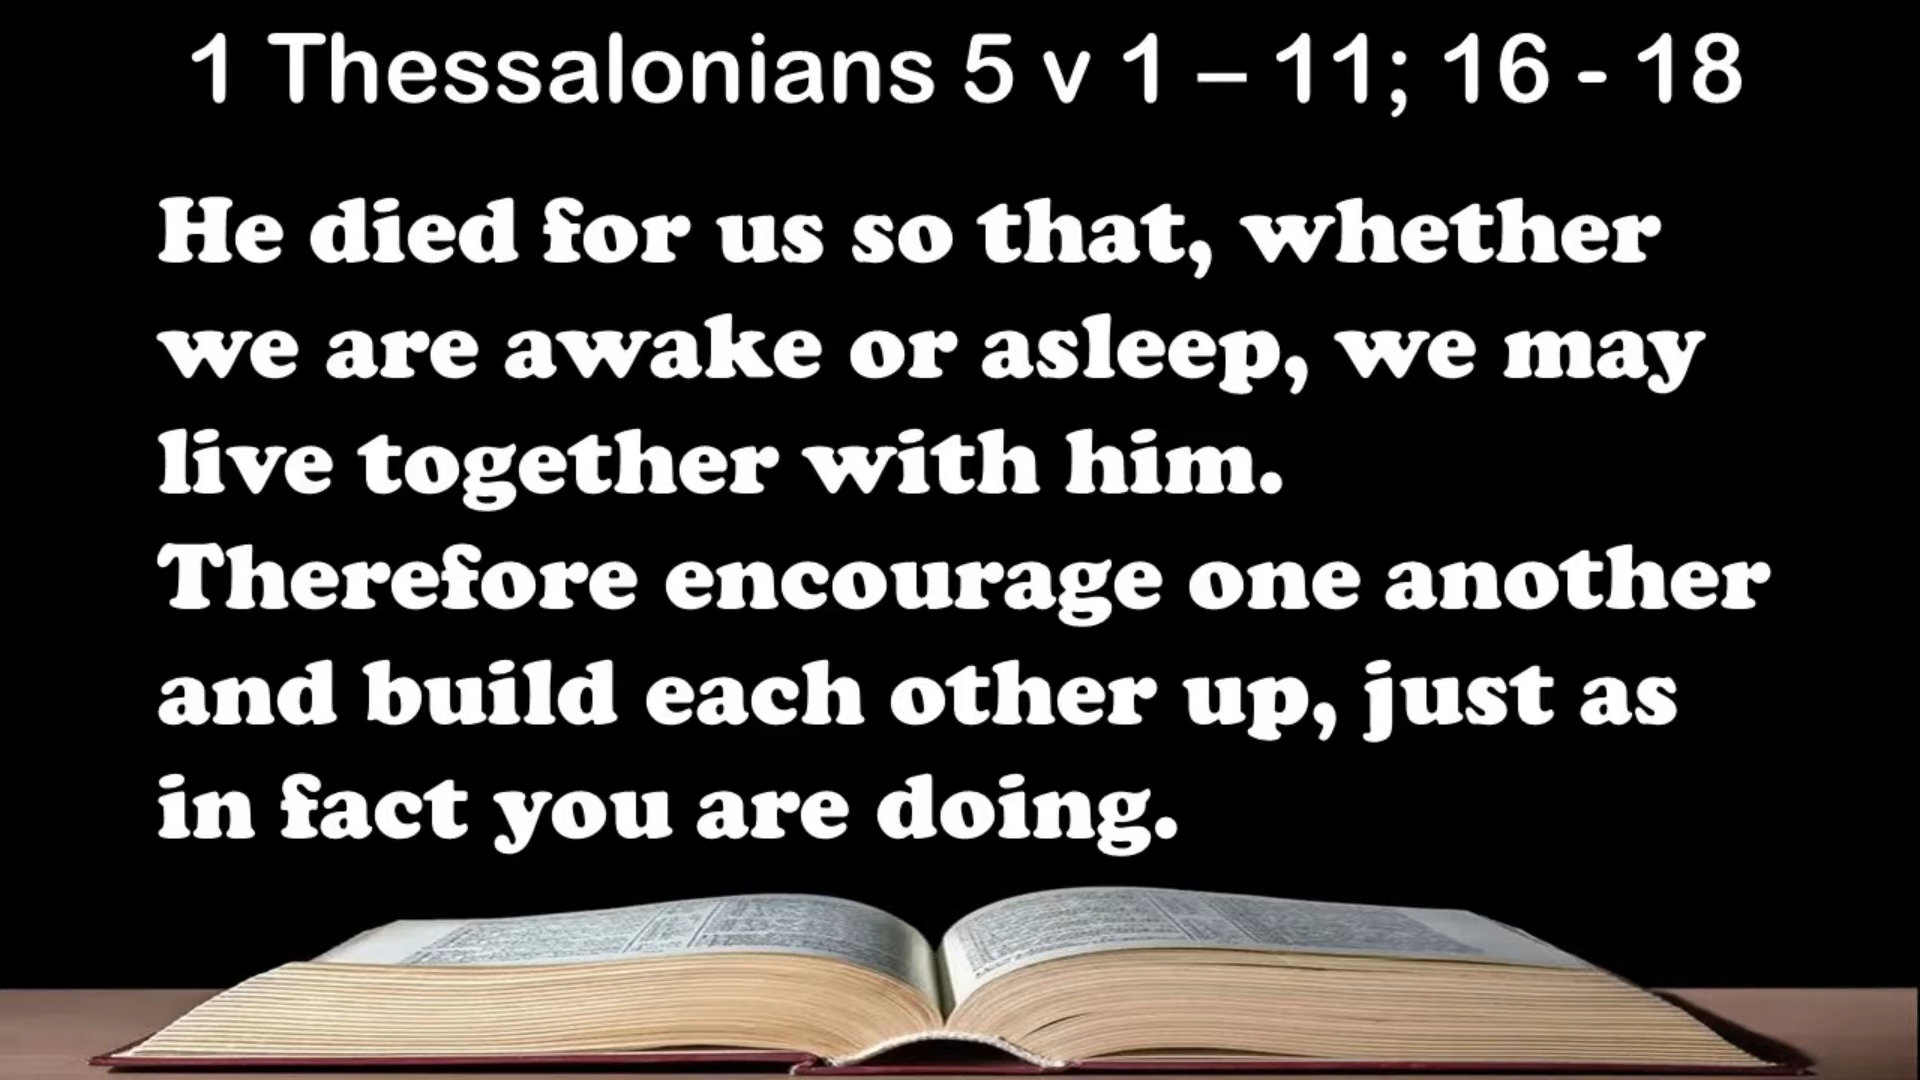 1 Thessalonians 5 v 1 – 11; 16 - 18
He died for us so that, whether
we are awake or asleep, we may
live together with him.
Therefore encourage one another
and build each other up, just as
in fact you are doing.